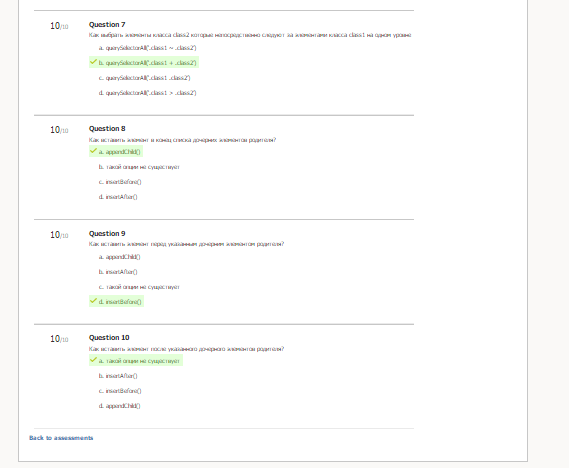 10/10
Question 7
Как выбрать элементы класса class2 которые непосредственно следуют за элементами класса class1 на одном уровне
a. querySelectorAll('.class1 ~ .class2')
b. querySelectorAll('.class1 + .class2')
c. querySelectorAll('.class1 .class2')
d. querySelectorAll('.class1 > .class2')
10/10
Question 8
Как вставить элемент в конец списка дочерних элементов родителя?
a. appendChild()
b. такой опции не существует
c. insertBefore()
d. insertAfter()
10/10
Question 9
Как вставить элемент перед указанным дочерним элементом родителя?
a. appendChild()
b. insertAfter()
c. такой опции не существует
d. insertBefore()
10/10
Question 10
Как вставить элемент после указанного дочернего элементов родителя?
a. такой опции не существует
b. insertAfter()
c. insertBefore()
d. appendChild()
Back to assessments